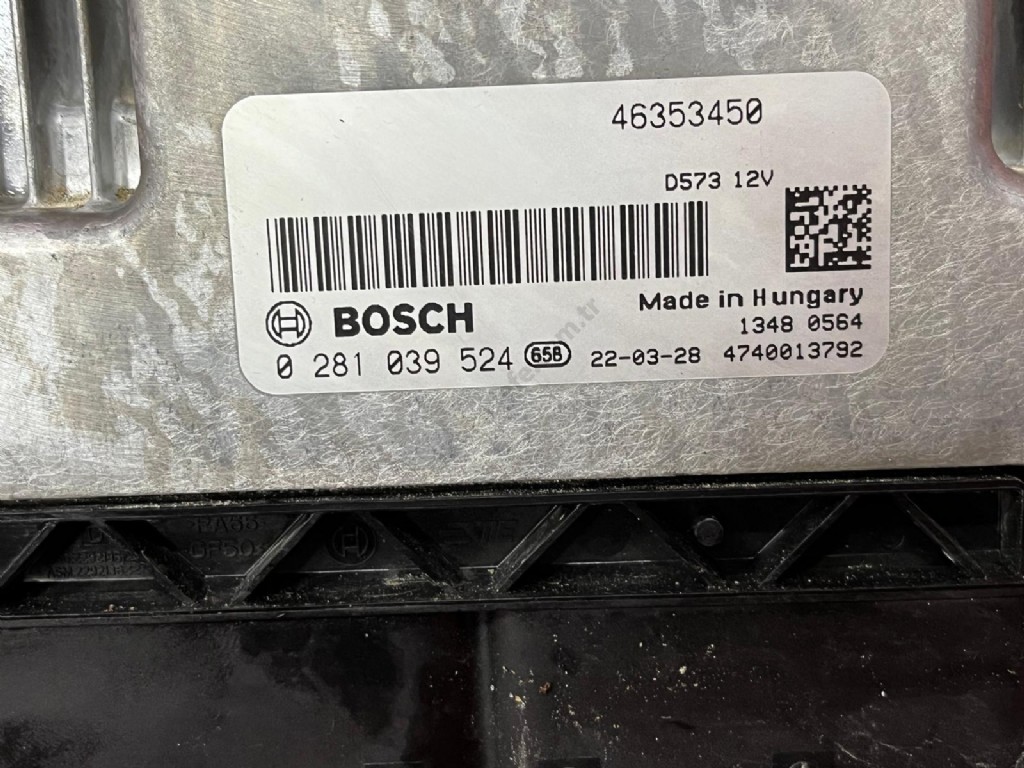 46353450
D573 12V
BOSCH
Made in Hungary
1348 0564
0 281 039 524 658 22-03-28 4740013792